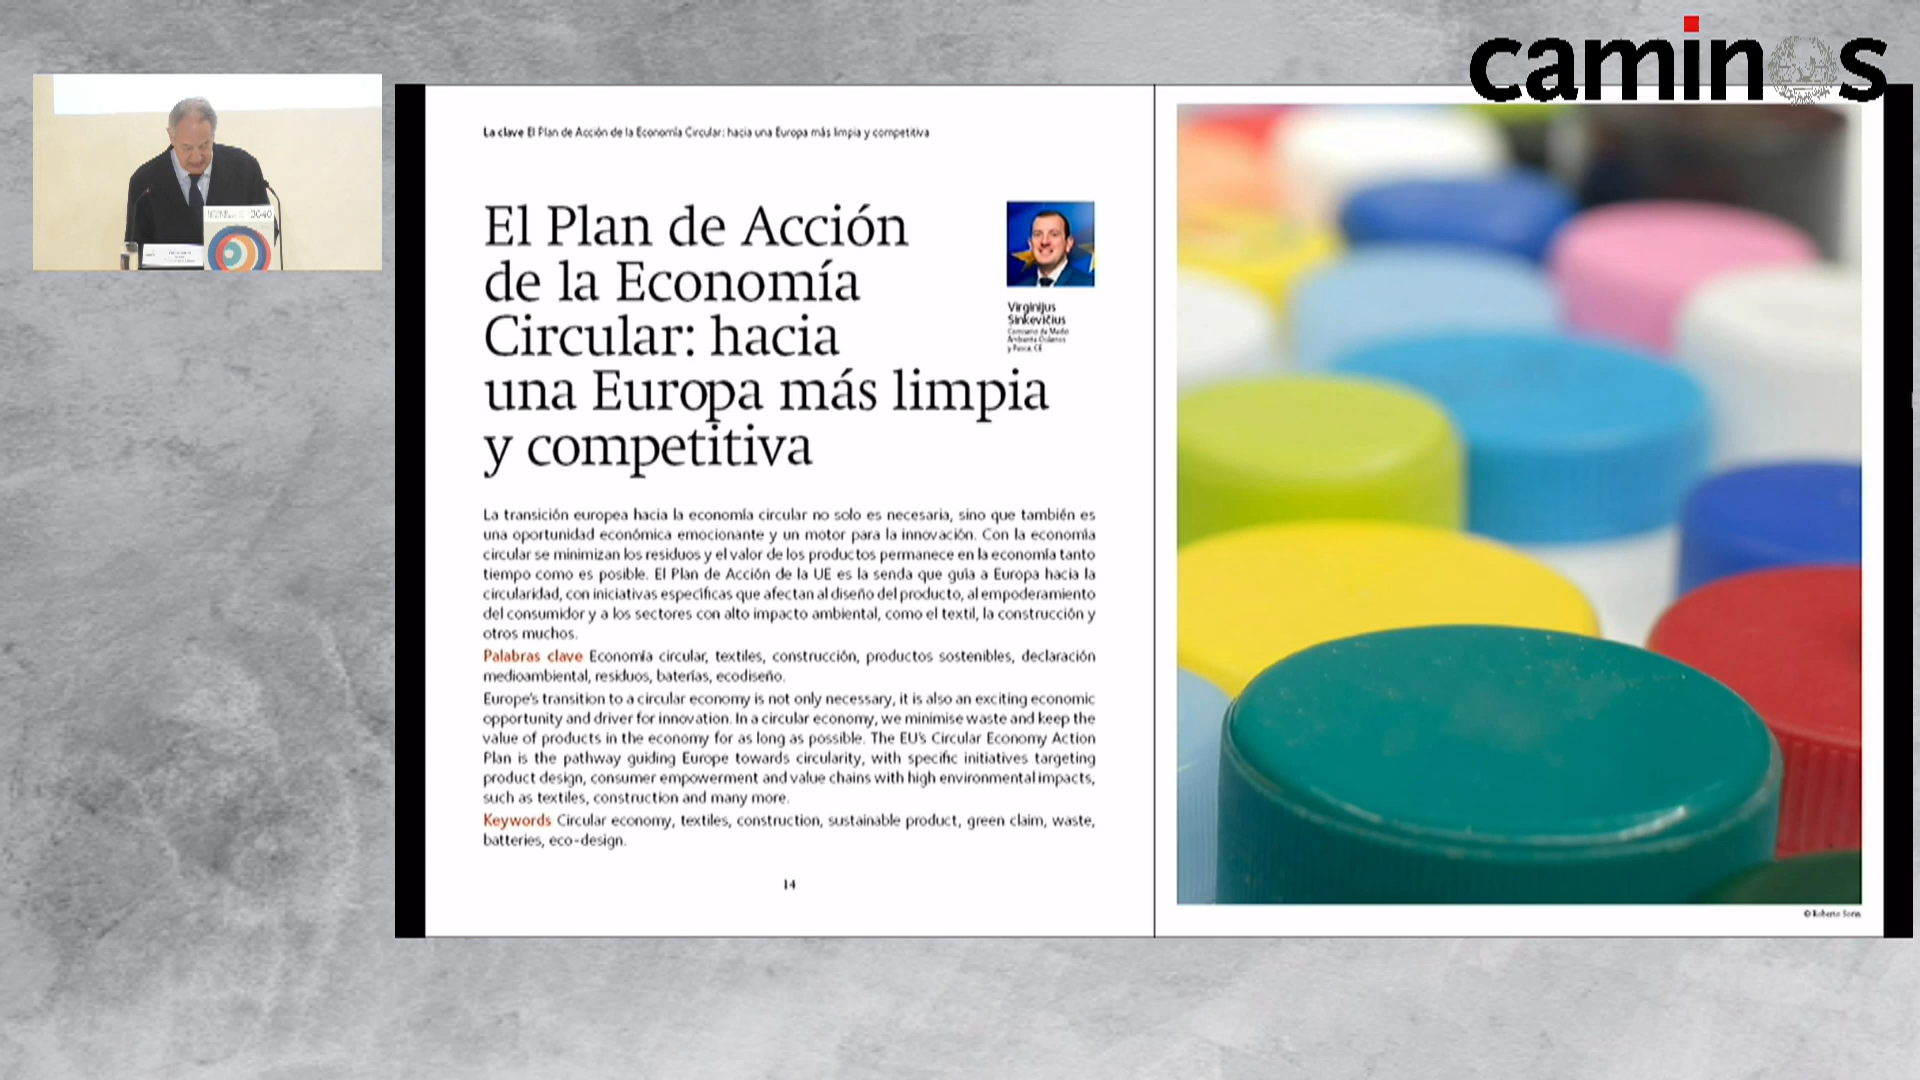 caminos
La clave El Plan de Acción de la Economía Circular: hacia una Europa más limpia y competitiva
El Plan de Acción
de la Economía
Circular: hacia
una Europa más limpia
y competitiva
Virginijus
Sinkevičius
Comisario de Medio
Ambiente Océanos
y Pesca, CE
La transición europea hacia la economía circular no solo es necesaria, sino que también es
una oportunidad económica emocionante y un motor para la innovación. Con la economía
circular se minimizan los residuos y el valor de los productos permanece en la economía tanto
tiempo como es posible. El Plan de Acción de la UE es la senda que guía a Europa hacia la
circularidad, con iniciativas específicas que afectan al diseño del producto, al empoderamiento
del consumidor y a los sectores con alto impacto ambiental, como el textil, la construcción y
otros muchos.
Palabras clave Economía circular, textiles, construcción, productos sostenibles, declaración
medioambiental, residuos, baterías, ecodiseño.
Europe's transition to a circular economy is not only necessary, it is also an exciting economic
opportunity and driver for innovation. In a circular economy, we minimise waste and keep the
value of products in the economy for as long as possible. The EU's Circular Economy Action
Plan is the pathway guiding Europe towards circularity, with specific initiatives targeting
product design, consumer empowerment and value chains with high environmental impacts,
such as textiles, construction and many more.
Keywords Circular economy, textiles, construction, sustainable product, green claim, waste,
batteries, eco-design.
14
© Roberto Sorin
2040